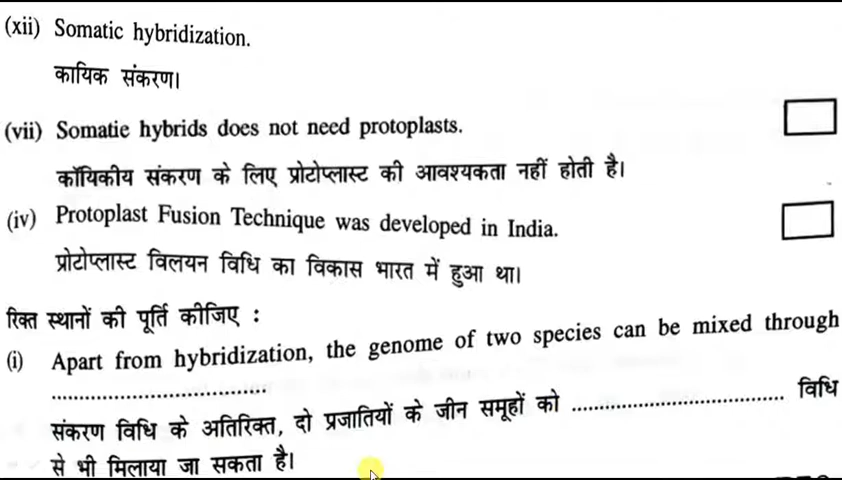 (xii) Somatic hybridization.
कायिक संकरण।
(vii) Somatie hybrids does not need protoplasts.
कॉयिकीय संकरण के लिए प्रोटोप्लास्ट की आवश्यकता नहीं होती है।
(iv) Protoplast Fusion Technique was developed in India.
प्रोटोप्लास्ट विलयन विधि का विकास भारत में हुआ था।
रिक्त स्थानों की पूर्ति कीजिए :
(i) Apart from hybridization, the genome of two species can be mixed through
.......................................
संकरण विधि के अतिरिक्त, दो प्रजातियों के जीन समूहों को ....................................... विधि
से भी मिलाया जा सकता है।